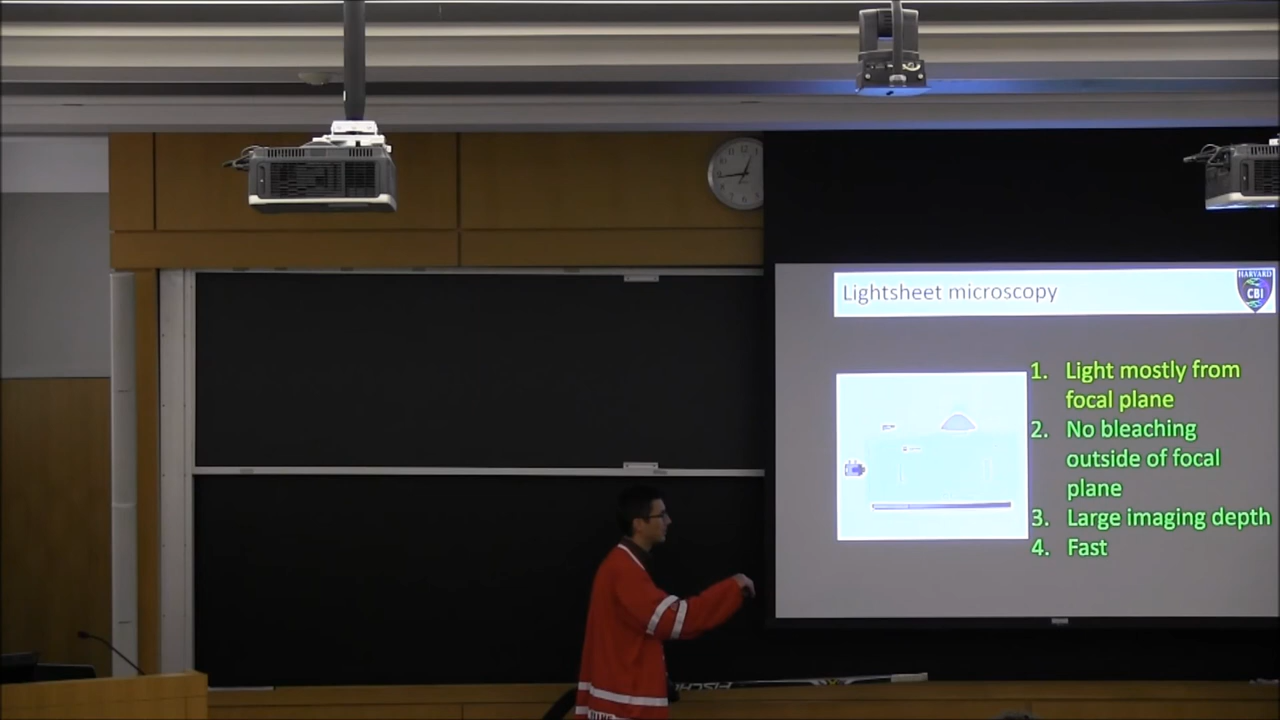 Lightsheet microscopy
HARVARD
CBI
1. Light mostly from
focal plane
2. No bleaching
outside of focal
plane
3. Large imaging depth
4. Fast
FISCH